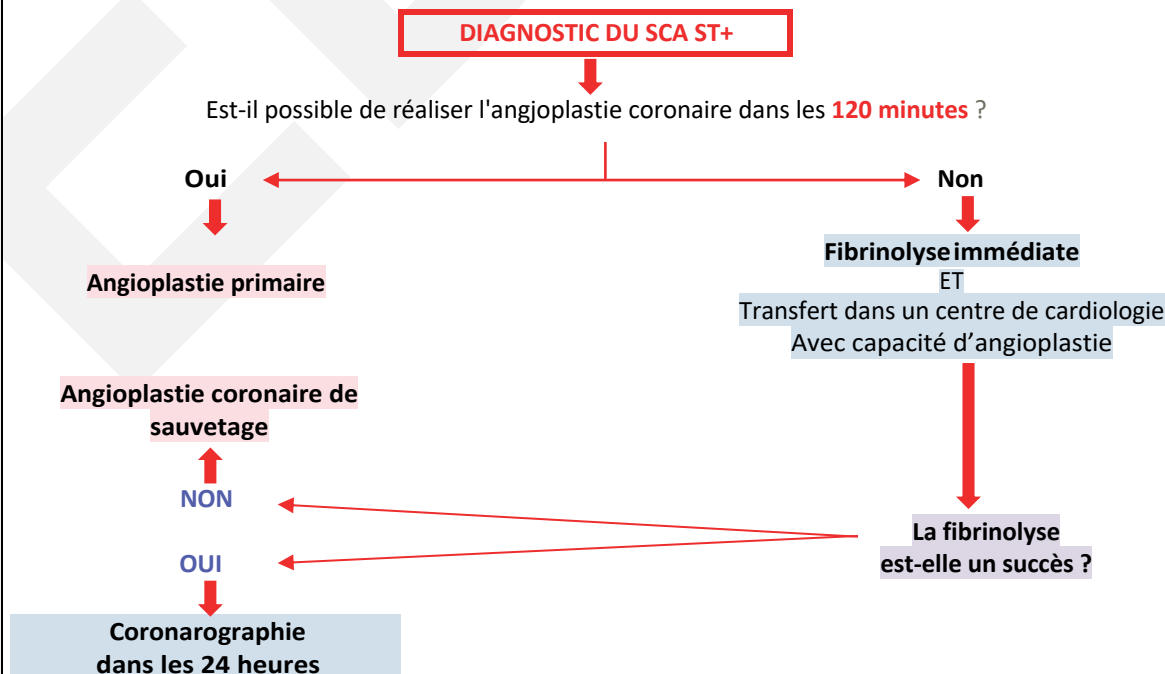 DIAGNOSTIC DU SCA ST+
Est-il possible de réaliser l'angjoplastie coronaire dans les 120 minutes ?
Oui
Non
Angioplastie primaire
Fibrinolyse immédiate
ET
Transfert dans un centre de cardiologie
Avec capacité d’angioplastie
Angioplastie coronaire de
sauvetage
NON
OUI
La fibrinolyse
est-elle un succès ?
Coronarographie
dans les 24 heures